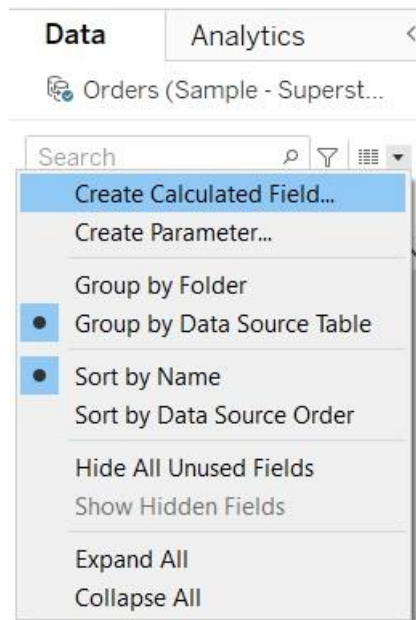 Data Analytics
Orders (Sample - Superst...
Search
Create Calculated Field...
Create Parameter...
Group by Folder
Group by Data Source Table
Sort by Name
Sort by Data Source Order
Hide All Unused Fields
Show Hidden Fields
Expand All
Collapse All